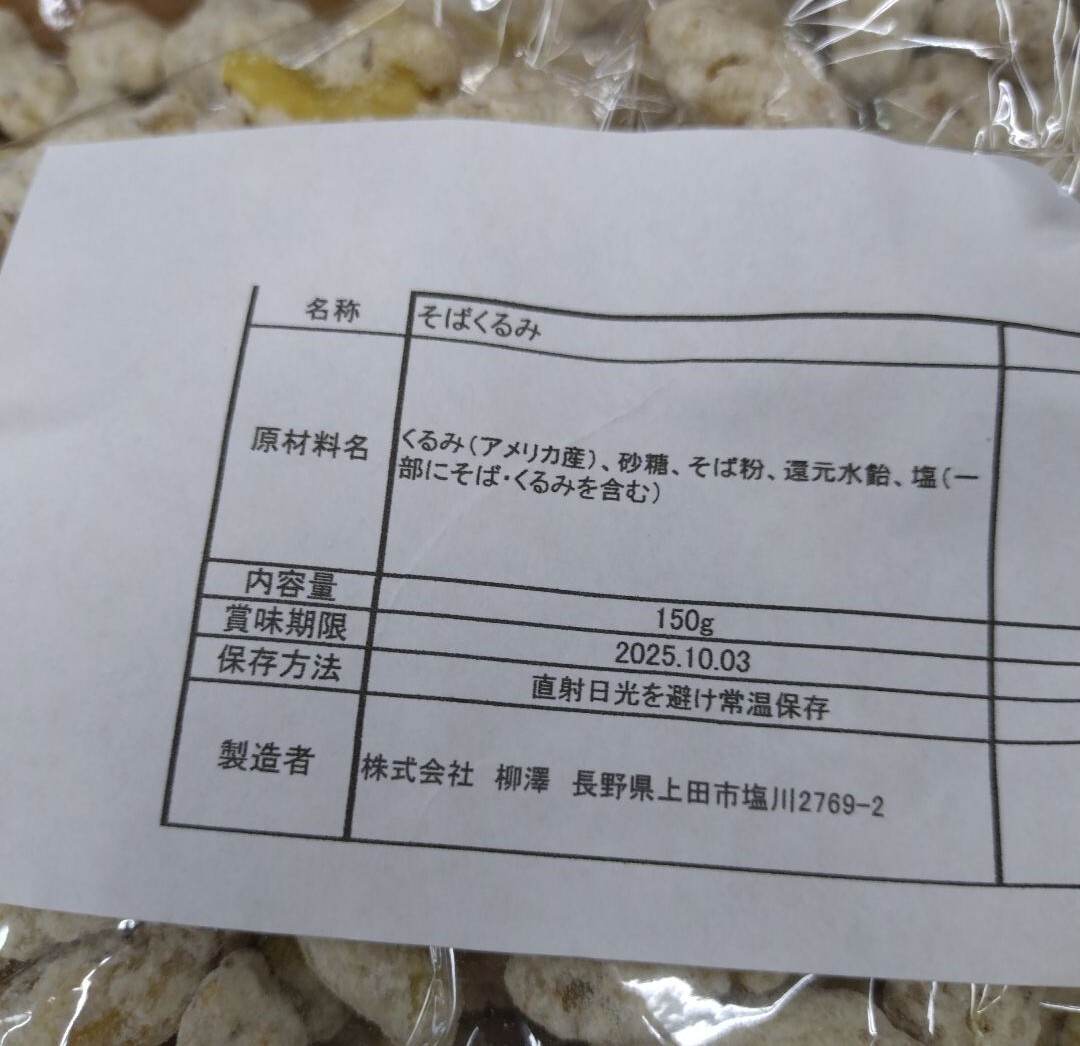 名称 そばくるみ
原材料名 くるみ(アメリカ産)、砂糖、そば粉、還元水飴、塩(一
部にそば・くるみを含む)
内容量 150g
賞味期限 2025.10.03
保存方法 直射日光を避け常温保存
製造者 株式会社 柳澤 長野県上田市塩川2769-2